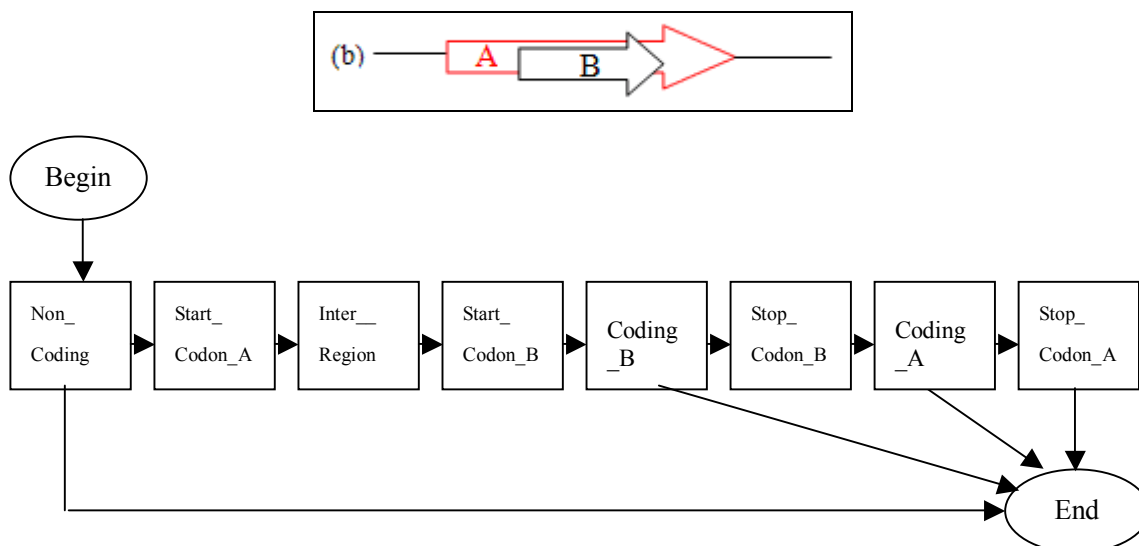 (b)
A
B
Begin
Non_
Coding
Start_
Codon_A
Inter__
Region
Start_
Codon_B
Coding
_B
Stop_
Codon_B
Coding
_A
Stop_
Codon_A
End